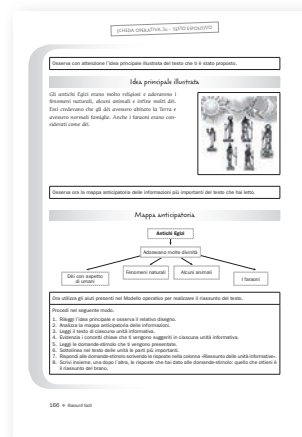 SCHEDA OPERATIVA 3a – TESTO ESPOSITIVO
Osserva con attenzione l'idea principale illustrata del testo che ti è stato proposto.
Idea principale illustrata
Gli antichi Egizi erano molto religiosi e adoravano i
fenomeni naturali, alcuni animali e infine molti dèi.
Essi credevano che gli dèi avessero abitato la Terra e
avessero normali famiglie. Anche i faraoni erano con-
siderati come dèi.
Osserva ora la mappa anticipatoria delle informazioni più importanti del testo che hai letto.
Mappa anticipatoria
Antichi Egizi
Adoravano molte divinità
Dèi con aspetto
di umani
Fenomeni naturali
Alcuni animali
I faraoni
Ora utilizza gli aiuti presenti nel Modello operativo per realizzare il riassunto del testo.
Procedi nel seguente modo.
1. Rileggi l'idea principale e osserva il relativo disegno.
2. Analizza la mappa anticipatoria delle informazioni.
3. Leggi il testo di ciascuna unità informativa.
4. Evidenzia i concetti chiave che ti vengono suggeriti in ciascuna unità informativa.
5. Leggi le domande-stimolo che ti vengono presentate.
6. Sottolinea nel testo delle unità le parti più importanti.
7. Rispondi alle domande-stimolo scrivendo le risposte nella colonna «Riassunto delle unità informative».
8. Scrivi insieme, una dopo l'altra, le risposte che hai dato alle domande-stimolo: quello che ottieni è
il riassunto del brano.
166 ♦ Riassunti facili